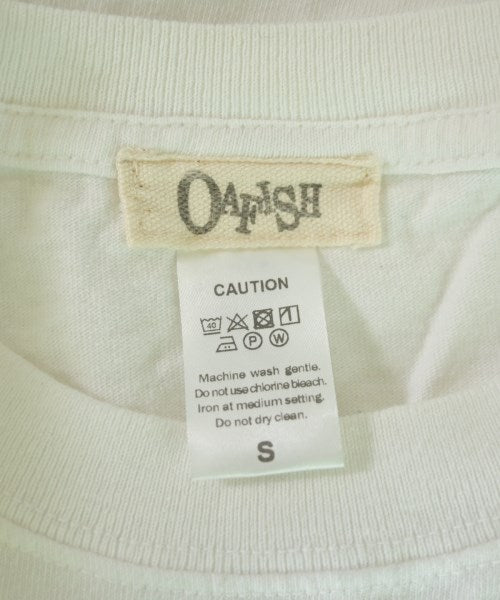 OAFISH
CAUTION
40
P W
Machine wash gentle.
Do not use chlorine bleach.
Iron at medium setting.
Do not dry clean.
S